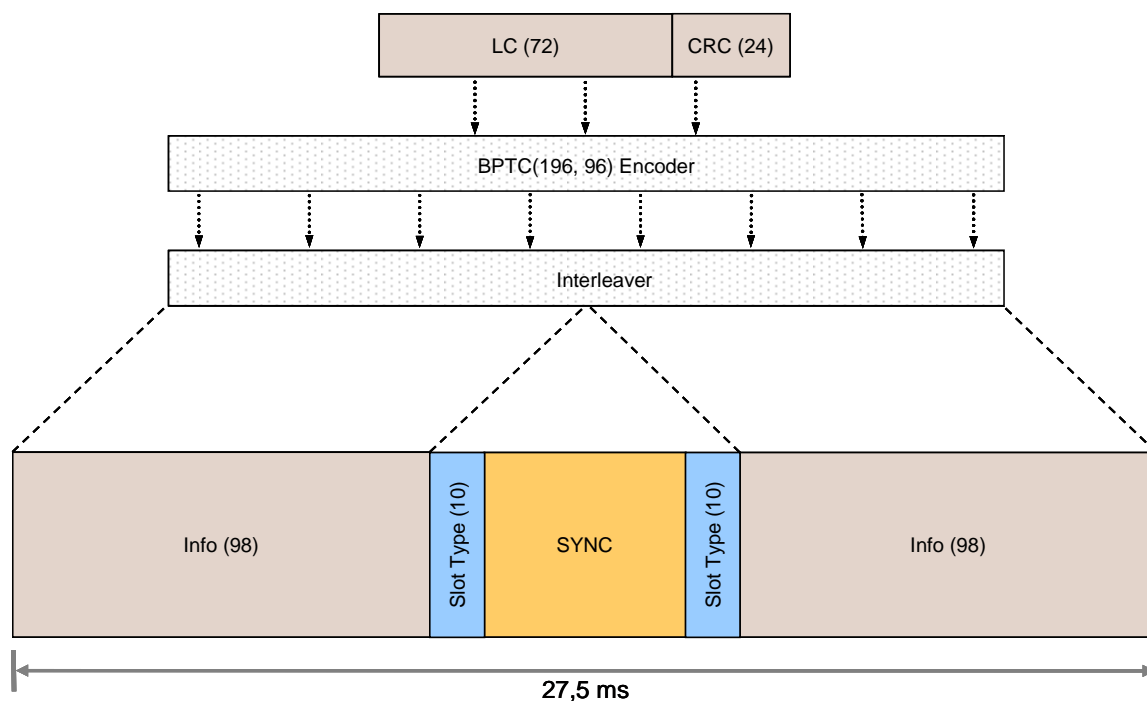 LC (72)
CRC (24)
BPTC(196, 96) Encoder
Interleaver
Info (98)
Slot Type (10)
SYNC
Slot Type (10)
Info (98)
27,5 ms